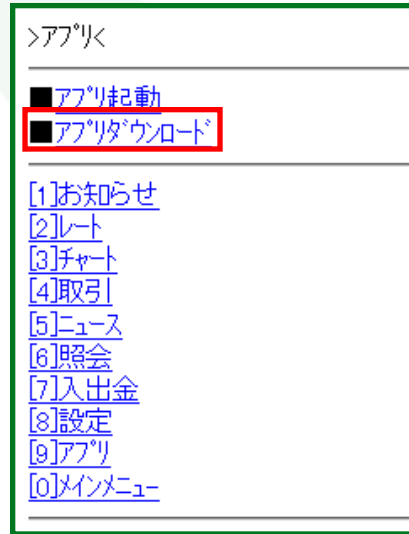 >ｱﾌﾟﾘ<
■ｱﾌﾟﾘ起動
■ｱﾌﾟﾘﾀﾞｳﾝﾛｰﾄﾞ
[1]お知らせ
[2]ﾚｰﾄ
[3]ﾁｬｰﾄ
[4]取引
[5]ﾆｭｰｽ
[6]照会
[7]入出金
[8]設定
[9]ｱﾌﾟﾘ
[0]ﾒｲﾝﾒﾆｭｰ